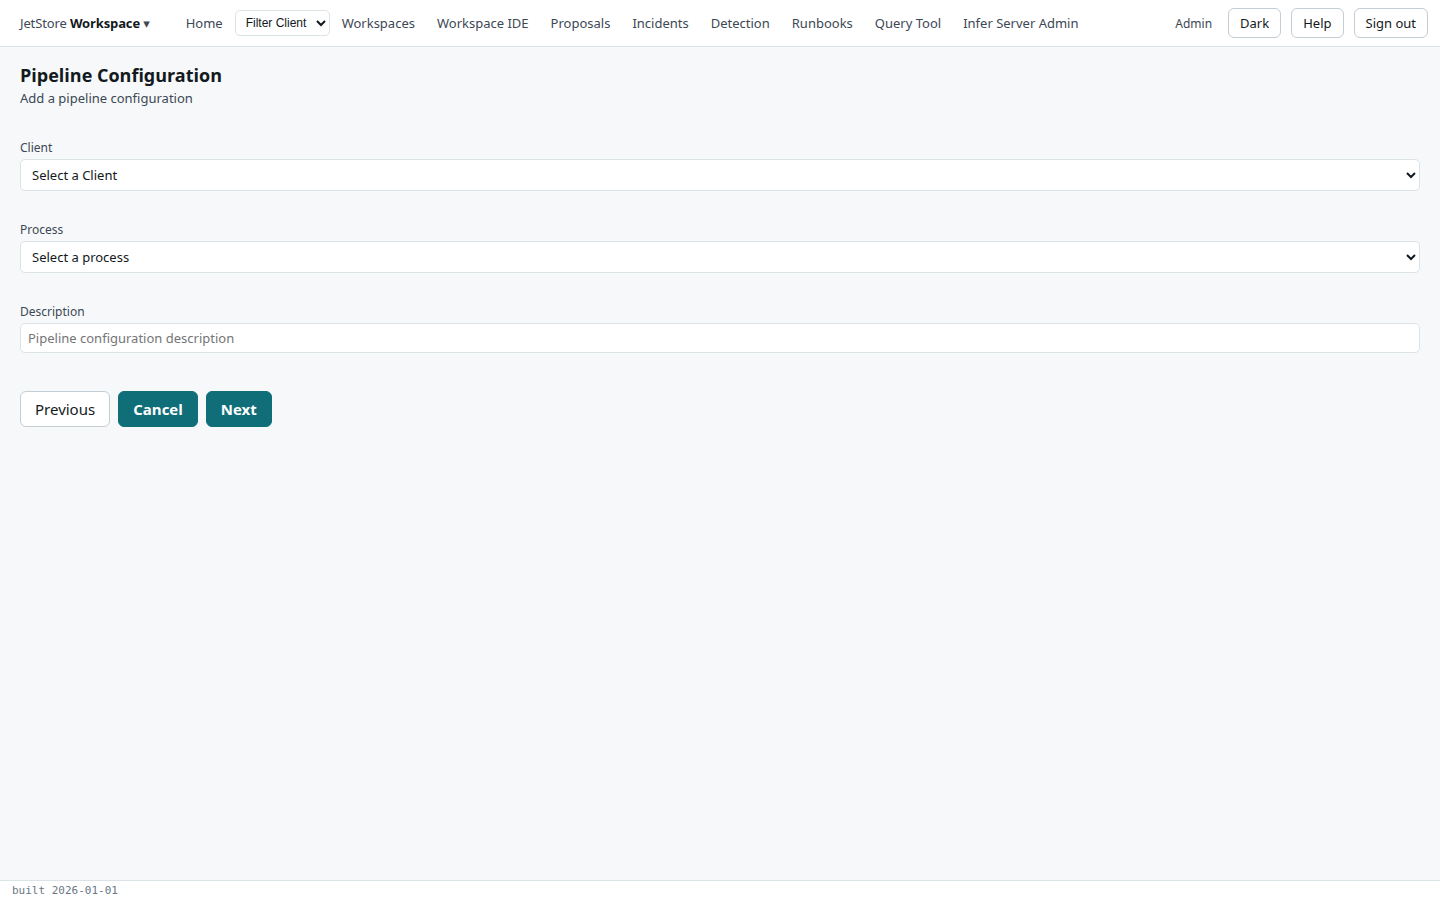 JetStore Workspace ▾ Home Filter Client Workspaces Workspace IDE Proposals Incidents Detection Runbooks Query Tool Infer Server Admin Admin Dark Help Sign out
Pipeline Configuration
Add a pipeline configuration
Client
Select a Client
Process
Select a process
Description
Pipeline configuration description
Previous Cancel Next
built 2026-01-01